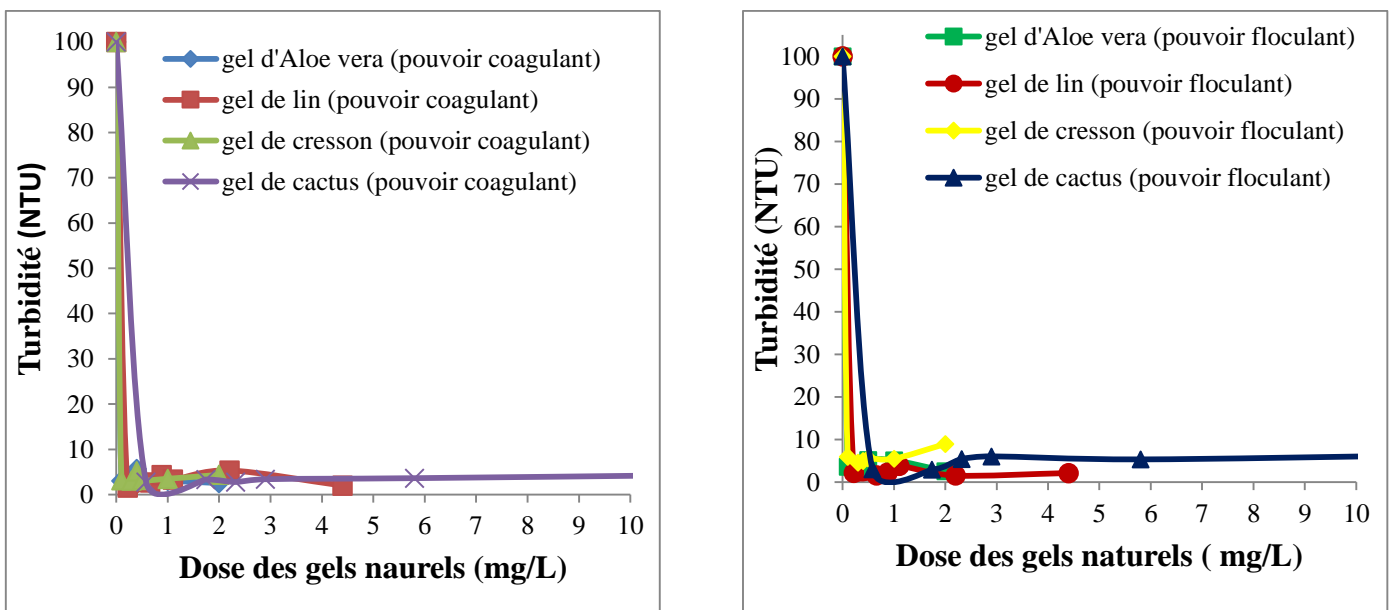 100
90
80
70
60
50
40
30
20
10
0
Turbidité (NTU)
gel d'Aloe vera (pouvoir coagulant)
gel de lin (pouvoir coagulant)
gel de cresson (pouvoir coagulant)
gel de cactus (pouvoir coagulant)
0 1 2 3 4 5 6 7 8 9 10
Dose des gels naurels (mg/L)
100
90
80
70
60
50
40
30
20
10
0
Turbidité (NTU)
gel d'Aloe vera (pouvoir floculant)
gel de lin (pouvoir floculant)
gel de cresson (pouvoir floculant)
gel de cactus (pouvoir floculant)
0 1 2 3 4 5 6 7 8 9 10
Dose des gels naturels ( mg/L)